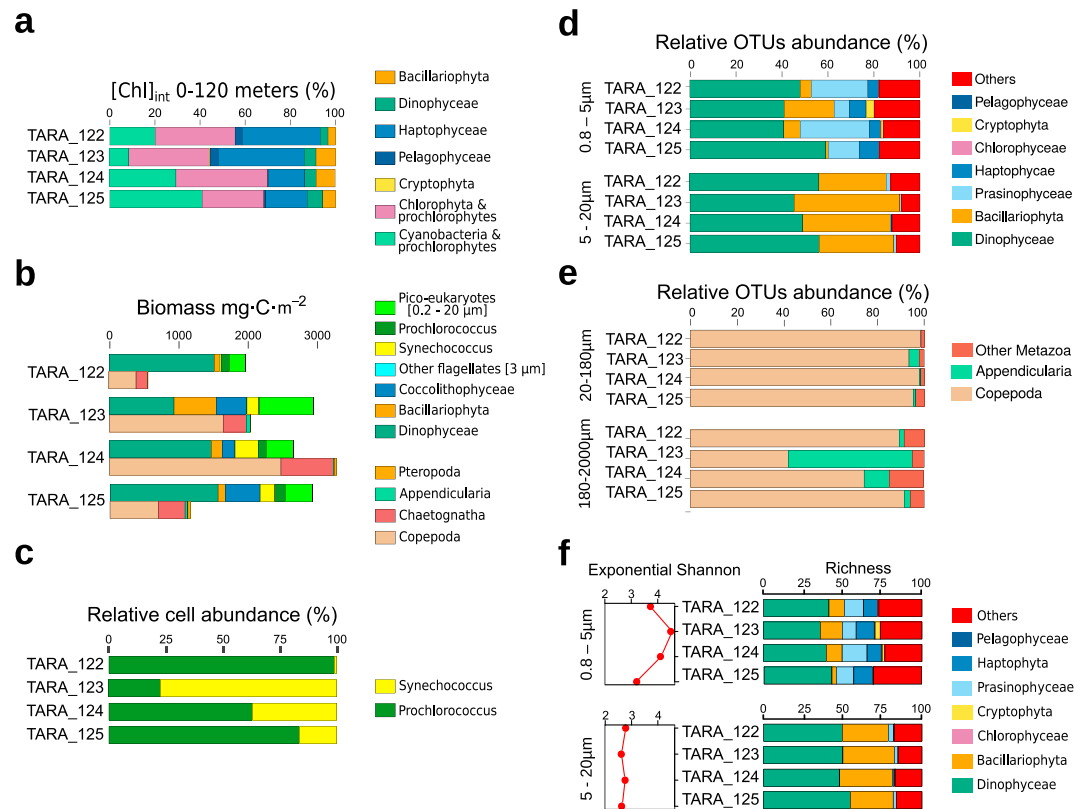 a
[Chl]int 0-120 meters (%)
0 20 40 60 80 100
TARA_122
TARA_123
TARA_124
TARA_125
Bacillariophyta
Dinophyceae
Haptophyceae
Pelagophyceae
Cryptophyta
Chlorophyta &
prochlorophytes
Cyanobacteria &
prochlorophytes
b
Biomass mg·C·m⁻²
0 1000 2000 3000
TARA_122
TARA_123
TARA_124
TARA_125
Pico-eukaryotes
[0.2 - 20 µm]
Prochlorococcus
Synechococcus
Other flagellates [3 µm]
Coccolithophyceae
Bacillariophyta
Dinophyceae
Pteropoda
Appendicularia
Chaetognatha
Copepoda
c
Relative cell abundance (%)
0 25 50 75 100
TARA_122
TARA_123
TARA_124
TARA_125
Synechococcus
Prochlorococcus
d
Relative OTUs abundance (%)
0 20 40 60 80 100
0.8 – 5µm
TARA_122
TARA_123
TARA_124
TARA_125
5 - 20µm
TARA_122
TARA_123
TARA_124
TARA_125
Others
Pelagophyceae
Cryptophyta
Chlorophyceae
Haptophycae
Prasinophyceae
Bacillariophyta
Dinophyceae
e
Relative OTUs abundance (%)
0 20 40 60 80 100
20-180µm
TARA_122
TARA_123
TARA_124
TARA_125
180-2000µm
TARA_122
TARA_123
TARA_124
TARA_125
Other Metazoa
Appendicularia
Copepoda
f
Exponential Shannon
Richness
2 3 4
0 25 50 75 100
0.8 – 5µm
TARA_122
TARA_123
TARA_124
TARA_125
2 3 4
0 25 50 75 100
5 - 20µm
TARA_122
TARA_123
TARA_124
TARA_125
Others
Pelagophyceae
Haptophyta
Prasinophyceae
Cryptophyta
Chlorophyceae
Bacillariophyta
Dinophyceae